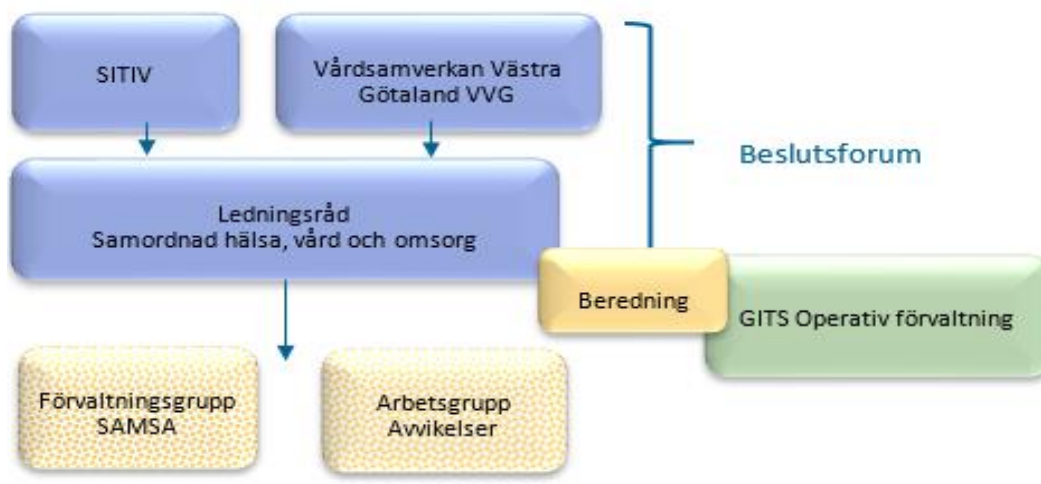 SITIV
Vårdsamverkan Västra
Götaland VVG
Beslutsforum
Ledningsråd
Samordnad hälsa, vård och omsorg
Beredning
GITS Operativ förvaltning
Förvaltningsgrupp
SAMSA
Arbetsgrupp
Avvikelser